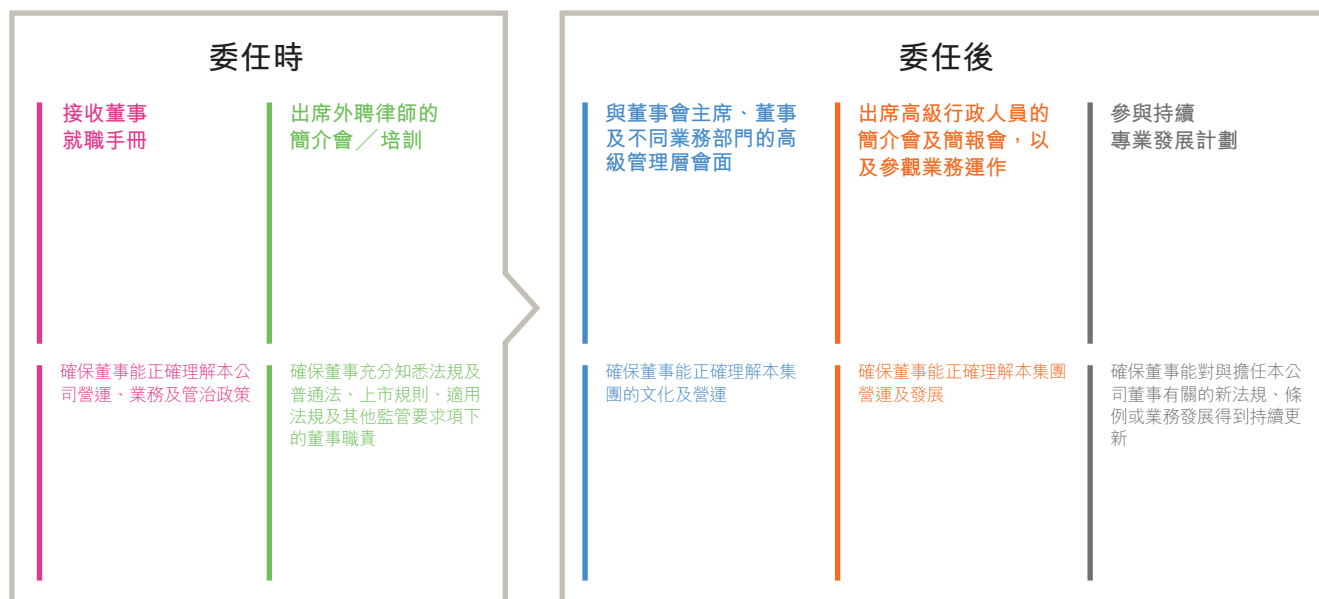 委任時
接收董事
就職手冊
出席外聘律師的
簡介會／培訓
確保董事能正確理解本公
司營運、業務及管治政策
確保董事充分知悉法規及
普通法、上市規則、適用
法規及其他監管要求項下
的董事職責
委任後
與董事會主席、董事
及不同業務部門的高
級管理層會面
出席高級行政人員的
簡介會及簡報會，以
及參觀業務運作
參與持續
專業發展計劃
確保董事能正確理解本集
團的文化及營運
確保董事能正確理解本集團
營運及發展
確保董事能對與擔任本公
司董事有關的新法規、條
例或業務發展得到持續更
新